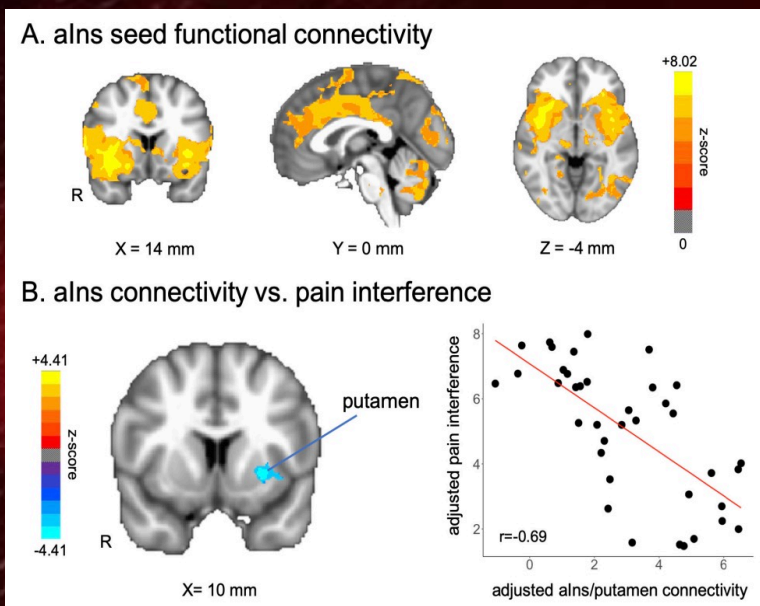 A. aIns seed functional connectivity
+8.02
z-score
0
R
X = 14 mm
Y = 0 mm
Z = -4 mm
B. aIns connectivity vs. pain interference
+4.41
z-score
-4.41
R
putamen
X= 10 mm
adjusted pain interference
8
6
4
2
r=-0.69
0 2 4 6
adjusted aIns/putamen connectivity